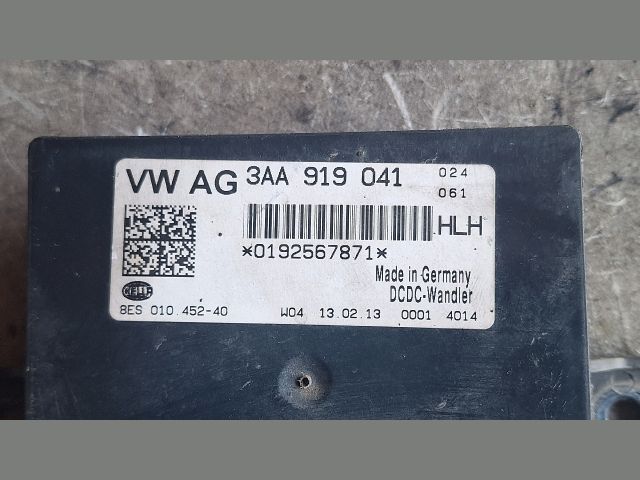 VW AG 3AA 919 041 024
061
HLH
*0192567871*
Made in Germany
DCDC-Wandler
HELLA
8ES 010.452-40 W04 13.02.13 0001 4014